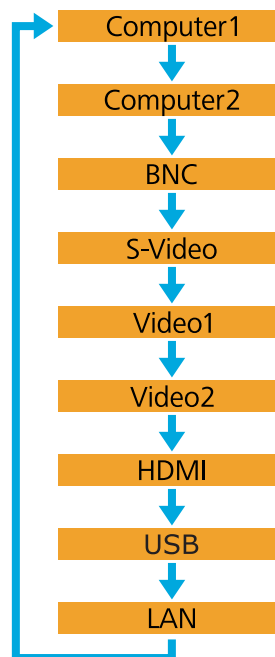 Computer1
Computer2
BNC
S-Video
Video1
Video2
HDMI
USB
LAN